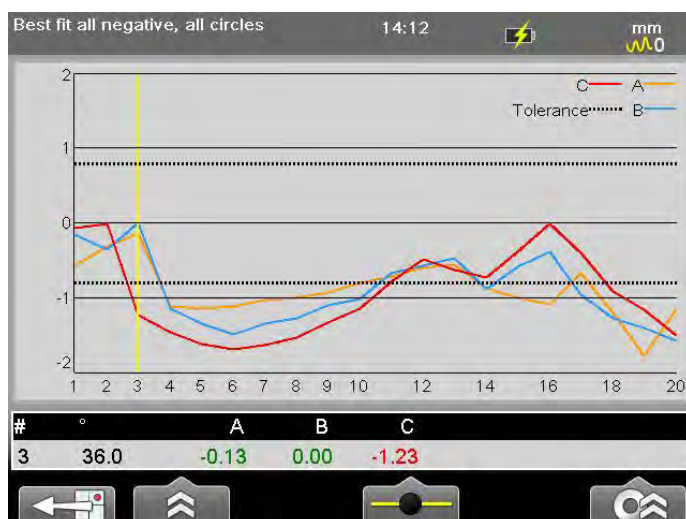 Best fit all negative, all circles 14:12 mm
0
2
C A
Tolerance B
1
0
-1
-2
1 2 3 4 5 6 7 8 9 10 12 14 16 18 20
# ° A B C
3 36.0 -0.13 0.00 -1.23